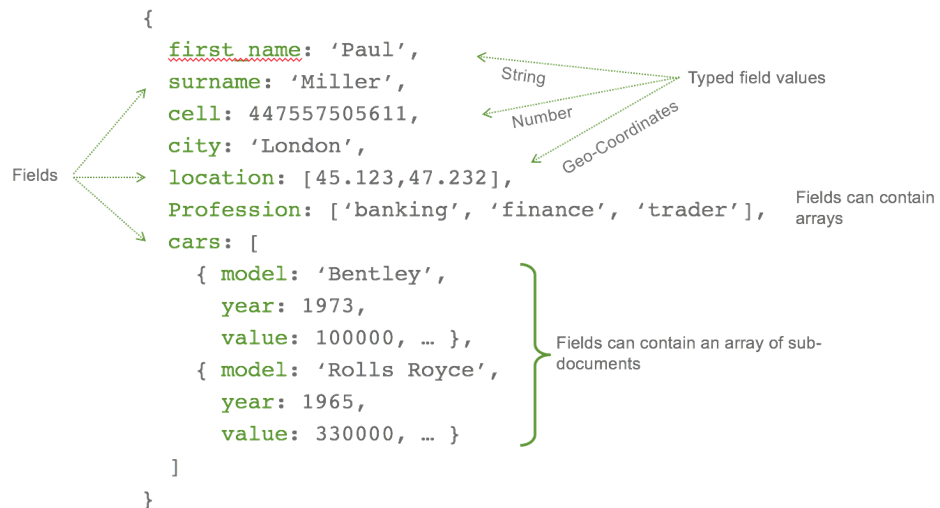 {
first_name: ‘Paul’,
surname: ‘Miller’,
cell: 447557505611,
city: ‘London’,
location: [45.123,47.232],
Profession: [‘banking’, ‘finance’, ‘trader’],
cars: [
{ model: ‘Bentley’,
year: 1973,
value: 100000, … },
{ model: ‘Rolls Royce’,
year: 1965,
value: 330000, … }
]
}
Fields
String
Number
Geo-Coordinates
Typed field values
Fields can contain
arrays
Fields can contain an array of sub-
documents